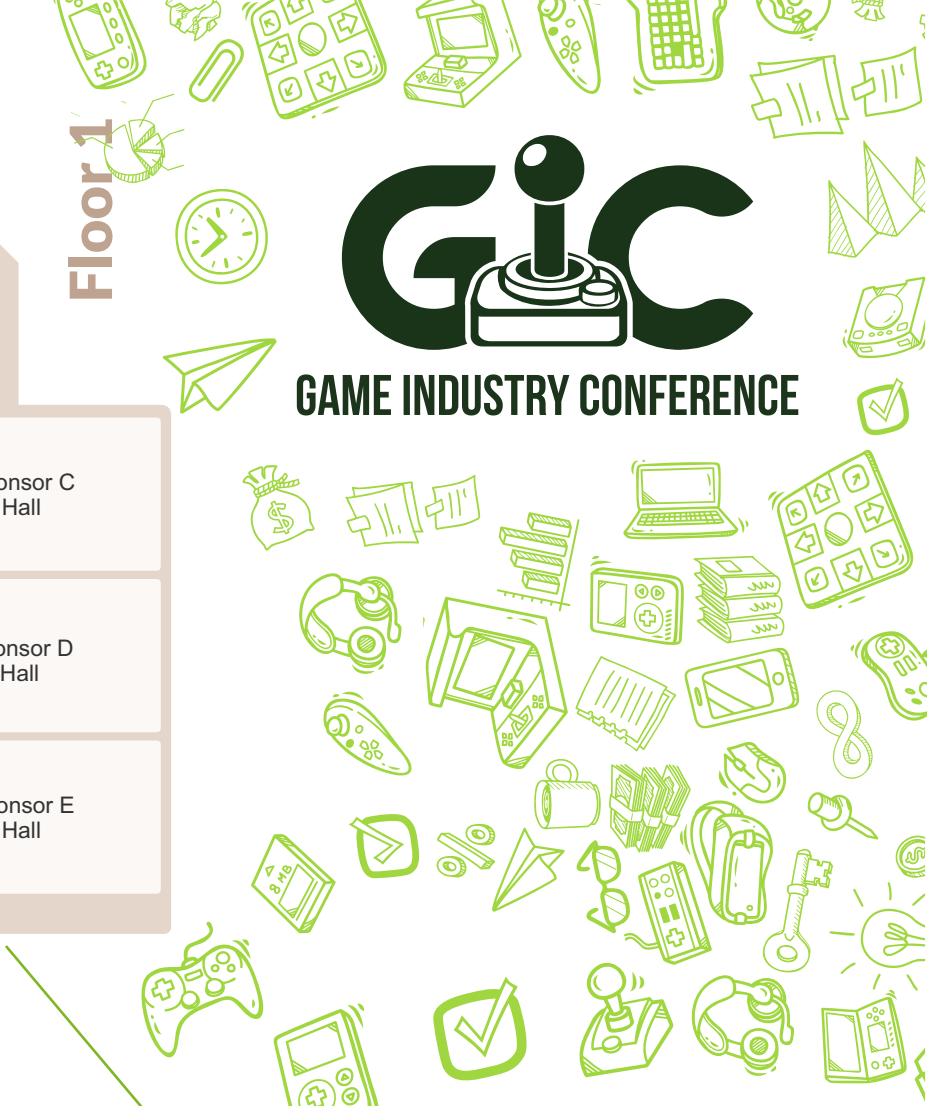 Floor 1
GiC
GAME INDUSTRY CONFERENCE
onsor C
Hall
onsor D
Hall
onsor E
Hall
8 MB
$
$